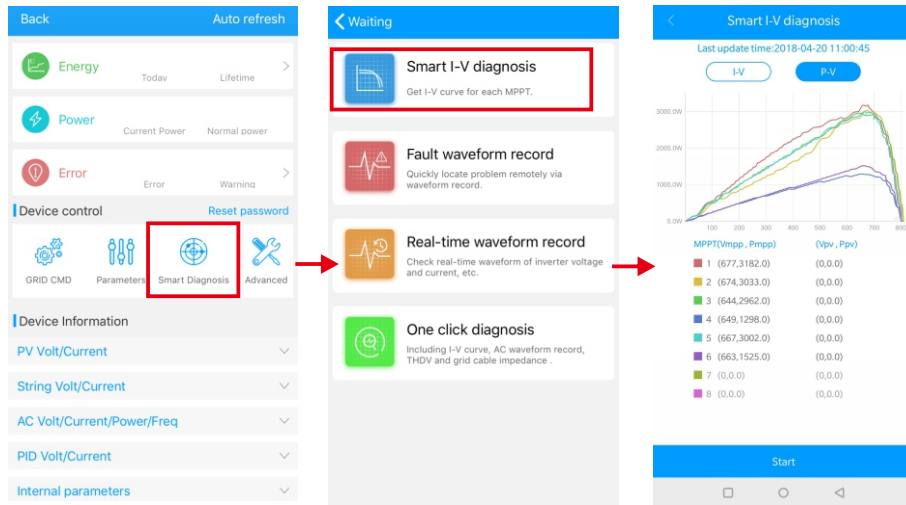 Back Auto refresh
Energy
Today Lifetime
Power
Current Power Normal power
Error
Error Warning
Device control Reset password
GRID CMD Parameters Smart Diagnosis Advanced
Device Information
PV Volt/Current
String Volt/Current
AC Volt/Current/Power/Freq
PID Volt/Current
Internal parameters
Waiting
Smart I-V diagnosis
Get I-V curve for each MPPT.
Fault waveform record
Quickly locate problem remotely via
waveform record.
Real-time waveform record
Check real-time waveform of inverter voltage
and current, etc.
One click diagnosis
Including I-V curve, AC waveform record,
THDV and grid cable impedance .
Smart I-V diagnosis
Last update time:2018-04-20 11:00:45
I-V P-V
3000.0W
2000.0W
1000.0W
0.0W
100 200 300 400 500 600 700 800
MPPT(Vmpp , Pmpp) (Vpv , Ppv)
1 (677,3182.0) (0,0.0)
2 (674,3033.0) (0,0.0)
3 (644,2962.0) (0,0.0)
4 (649,1298.0) (0,0.0)
5 (667,3002.0) (0,0.0)
6 (663,1525.0) (0,0.0)
7 (0,0.0) (0,0.0)
8 (0,0.0) (0,0.0)
Start